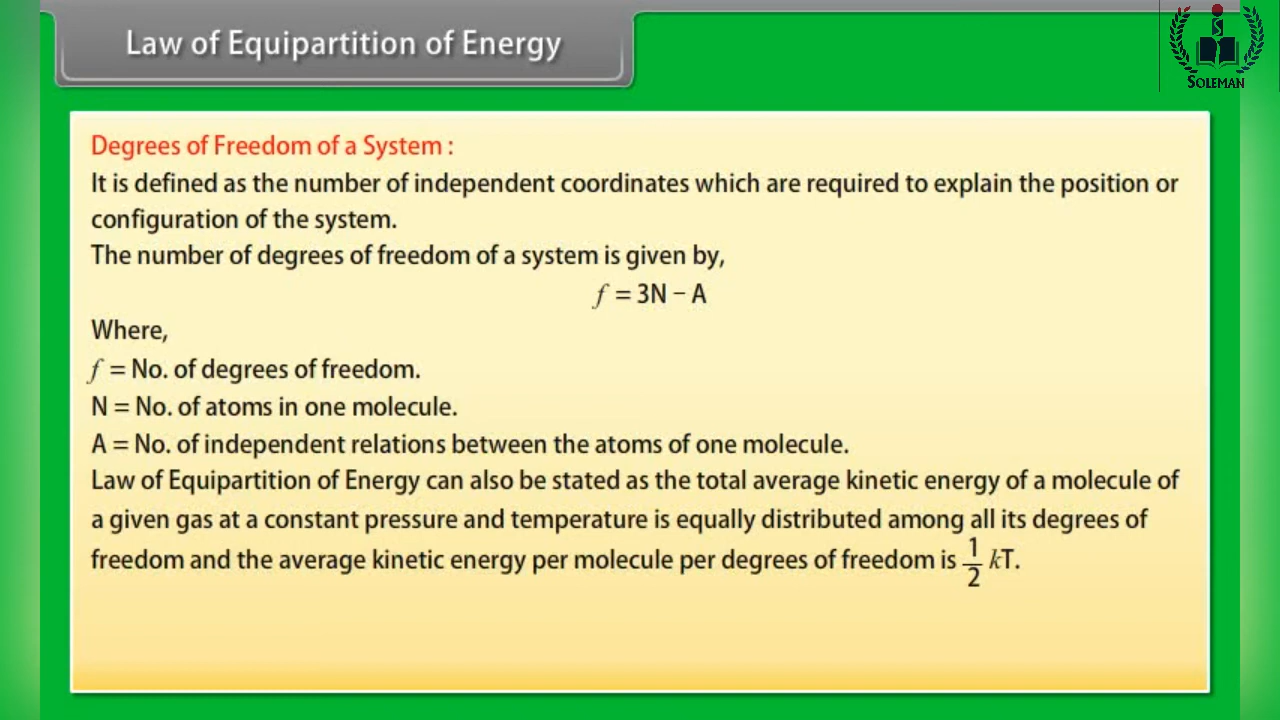 Law of Equipartition of Energy
SOLEMAN
Degrees of Freedom of a System :
It is defined as the number of independent coordinates which are required to explain the position or
configuration of the system.
The number of degrees of freedom of a system is given by,
f = 3N – A
Where,
f = No. of degrees of freedom.
N = No. of atoms in one molecule.
A = No. of independent relations between the atoms of one molecule.
Law of Equipartition of Energy can also be stated as the total average kinetic energy of a molecule of
a given gas at a constant pressure and temperature is equally distributed among all its degrees of
freedom and the average kinetic energy per molecule per degrees of freedom is 1/2 kT.